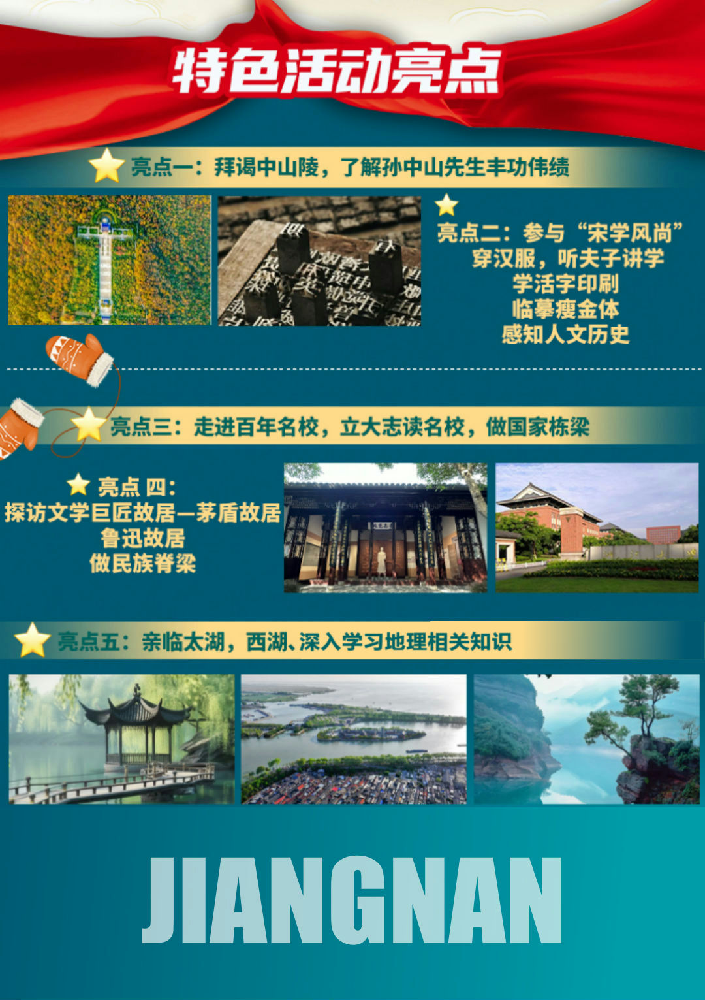 特色活动亮点
亮点一：拜谒中山陵，了解孙中山先生丰功伟绩
亮点二：参与“宋学风尚”
穿汉服，听夫子讲学
学活字印刷
临摹瘦金体
感知人文历史
亮点三：走进百年名校，立大志读名校，做国家栋梁
亮点 四：
探访文学巨匠故居—茅盾故居
鲁迅故居
做民族脊梁
亮点五：亲临太湖，西湖、深入学习地理相关知识
JIANGNAN